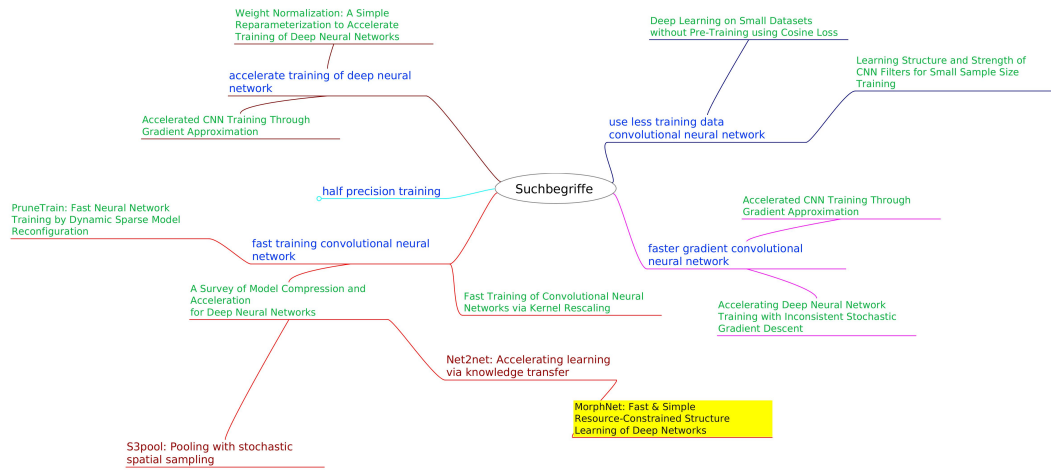 Weight Normalization: A Simple
Reparameterization to Accelerate
Training of Deep Neural Networks
accelerate training of deep neural
network
Accelerated CNN Training Through
Gradient Approximation
Deep Learning on Small Datasets
without Pre-Training using Cosine Loss
Learning Structure and Strength of
CNN Filters for Small Sample Size
Training
use less training data
convolutional neural network
Suchbegriffe
half precision training
PruneTrain: Fast Neural Network
Training by Dynamic Sparse Model
Reconfiguration
fast training convolutional neural
network
Accelerated CNN Training Through
Gradient Approximation
faster gradient convolutional
neural network
A Survey of Model Compression and
Acceleration
for Deep Neural Networks
Fast Training of Convolutional Neural
Networks via Kernel Rescaling
Accelerating Deep Neural Network
Training with Inconsistent Stochastic
Gradient Descent
Net2net: Accelerating learning
via knowledge transfer
MorphNet: Fast & Simple
Resource-Constrained Structure
Learning of Deep Networks
S3pool: Pooling with stochastic
spatial sampling